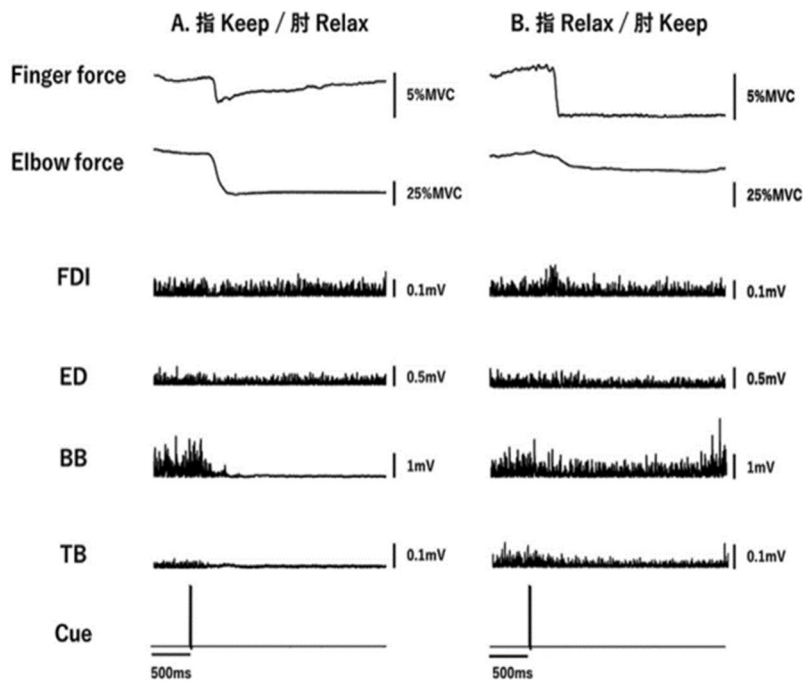 A. 指 Keep / 肘 Relax
B. 指 Relax / 肘 Keep
Finger force
5%MVC
5%MVC
Elbow force
25%MVC
25%MVC
FDI
0.1mV
0.1mV
ED
0.5mV
0.5mV
BB
1mV
1mV
TB
0.1mV
0.1mV
Cue
500ms
500ms